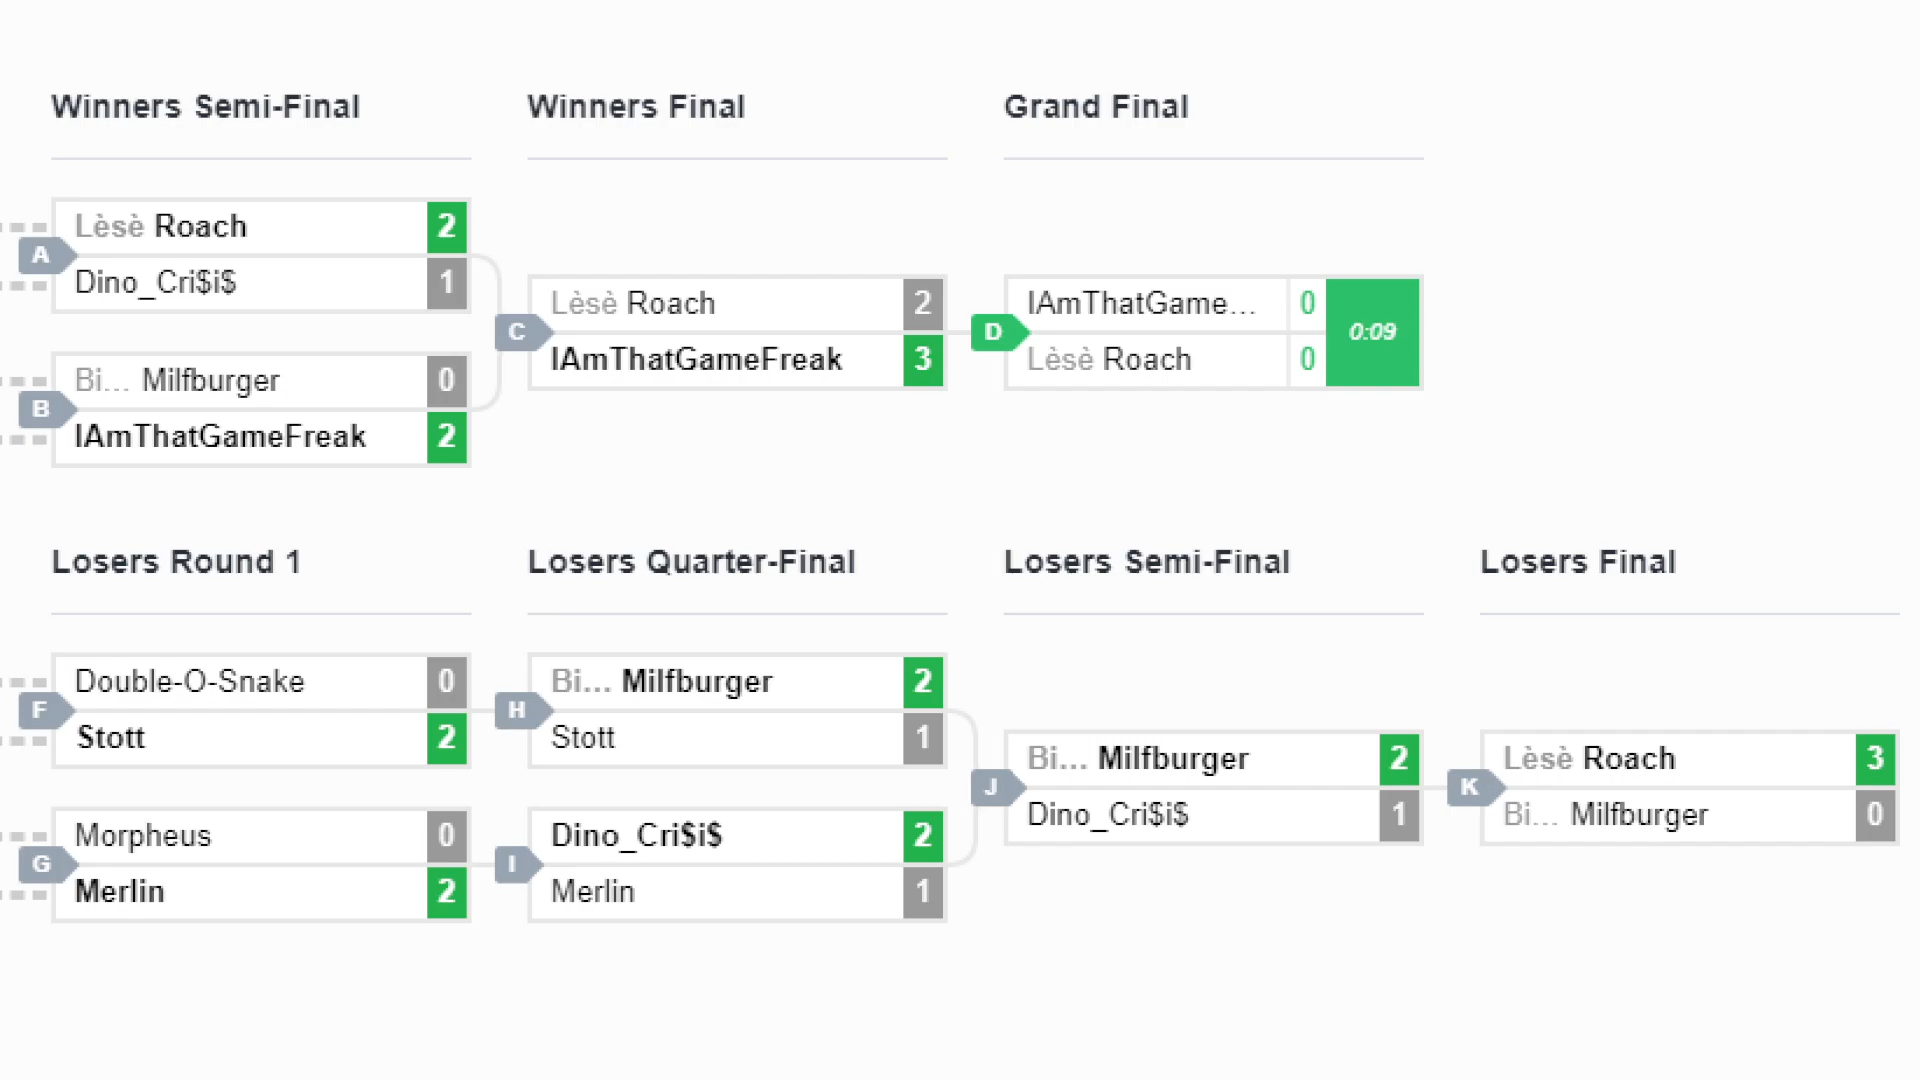 Winners Semi-Final
Winners Final
Grand Final
A
Lèsè Roach 2
Dino_Cri$i$ 1
B
Bi... Milfburger 0
IAmThatGameFreak 2
C
Lèsè Roach 2
IAmThatGameFreak 3
D
IAmThatGame... 0
Lèsè Roach 0
0:09
Losers Round 1
Losers Quarter-Final
Losers Semi-Final
Losers Final
F
Double-O-Snake 0
Stott 2
G
Morpheus 0
Merlin 2
H
Bi... Milfburger 2
Stott 1
I
Dino_Cri$i$ 2
Merlin 1
J
Bi... Milfburger 2
Dino_Cri$i$ 1
K
Lèsè Roach 3
Bi... Milfburger 0